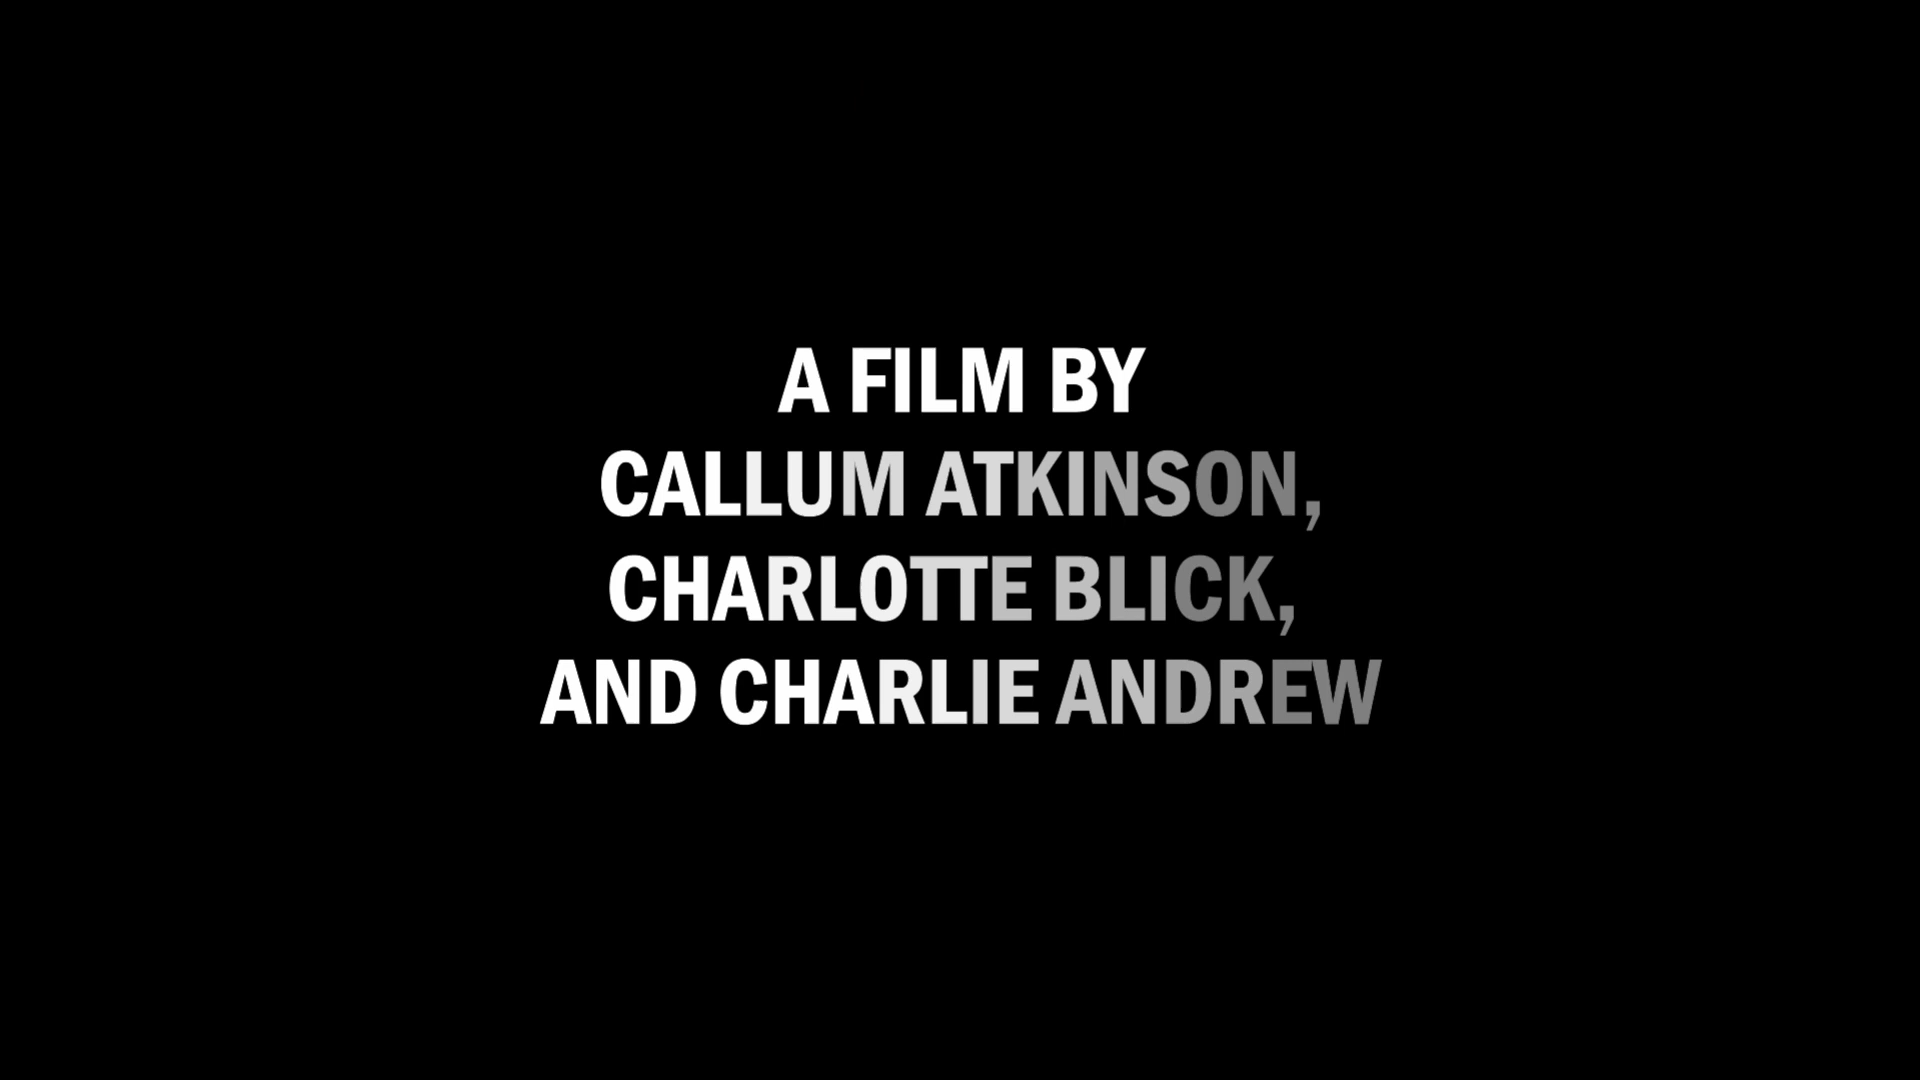 A FILM BY
CALLUM ATKINSON,
CHARLOTTE BLICK,
AND CHARLIE ANDREW